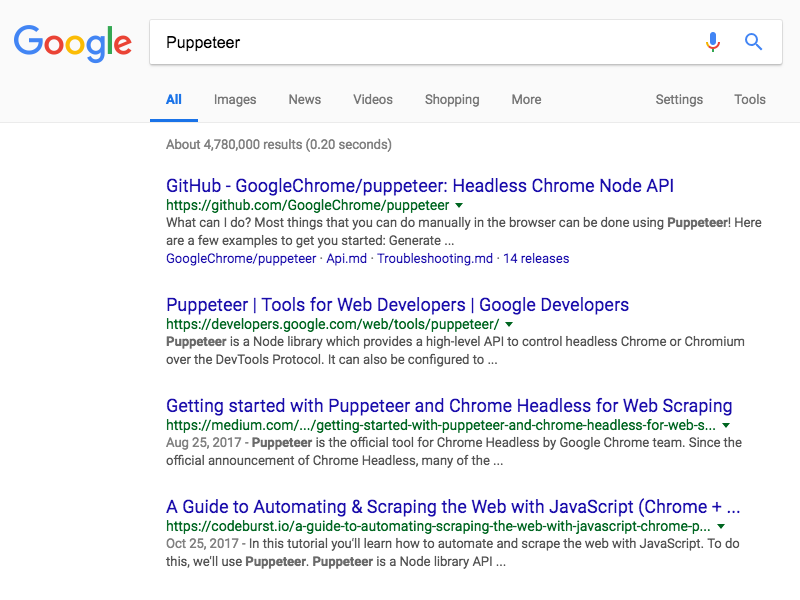 Google
Puppeteer
All Images News Videos Shopping More Settings Tools
About 4,780,000 results (0.20 seconds)
GitHub - GoogleChrome/puppeteer: Headless Chrome Node API
https://github.com/GoogleChrome/puppeteer
What can I do? Most things that you can do manually in the browser can be done using Puppeteer! Here
are a few examples to get you started: Generate ...
GoogleChrome/puppeteer · Api.md · Troubleshooting.md · 14 releases
Puppeteer | Tools for Web Developers | Google Developers
https://developers.google.com/web/tools/puppeteer/
Puppeteer is a Node library which provides a high-level API to control headless Chrome or Chromium
over the DevTools Protocol. It can also be configured to ...
Getting started with Puppeteer and Chrome Headless for Web Scraping
https://medium.com/.../getting-started-with-puppeteer-and-chrome-headless-for-web-s...
Aug 25, 2017 - Puppeteer is the official tool for Chrome Headless by Google Chrome team. Since the
official announcement of Chrome Headless, many of the ...
A Guide to Automating & Scraping the Web with JavaScript (Chrome + ...
https://codeburst.io/a-guide-to-automating-scraping-the-web-with-javascript-chrome-p...
Oct 25, 2017 - In this tutorial you'll learn how to automate and scrape the web with JavaScript. To do
this, we'll use Puppeteer. Puppeteer is a Node library API ...